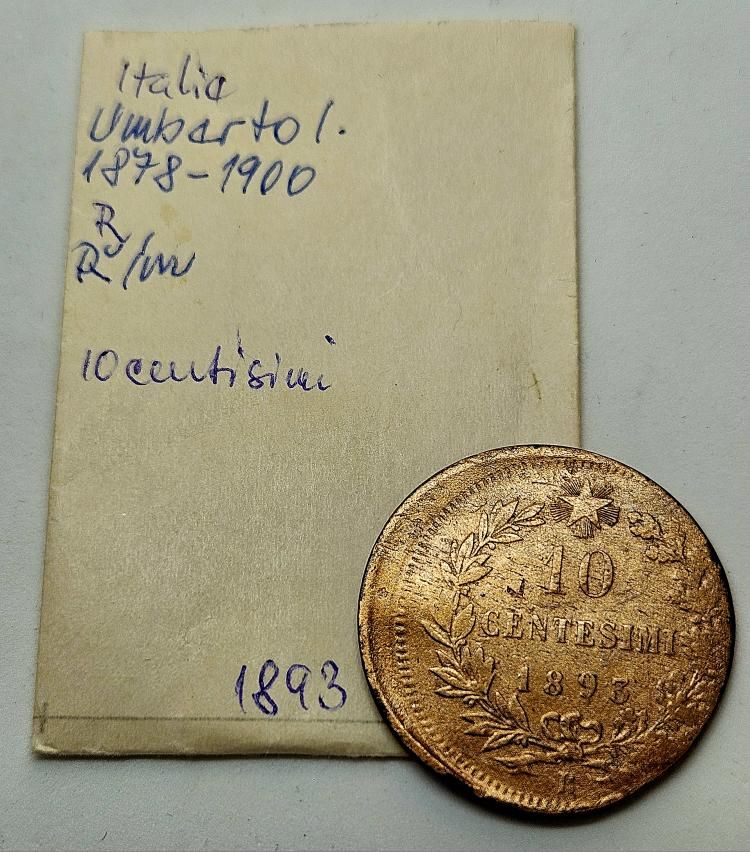 Italia
Umberto I.
1878-1900
R
R/
10 centisimi
1893
10
CENTESIMI
1893